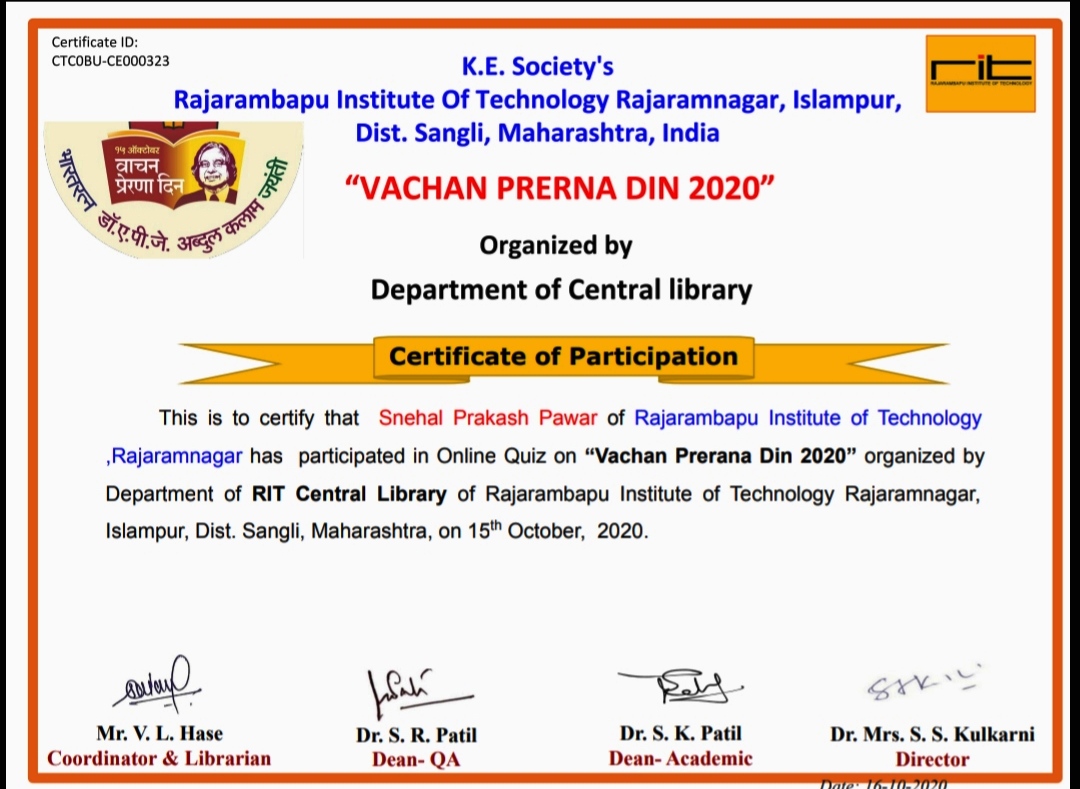 Certificate ID:
CTC0BU-CE000323
K.E. Society's
Rajarambapu Institute Of Technology Rajaramnagar, Islampur,
Dist. Sangli, Maharashtra, India
rit
RAJARAMBAPU INSTITUTE OF TECHNOLOGY
१५ ऑक्टोबर
वाचन
प्रेरणा दिन
भारतरत्न डॉ.ए.पी.जे. अब्दुल कलाम जयंती
“VACHAN PRERNA DIN 2020”
Organized by
Department of Central library
Certificate of Participation
This is to certify that Snehal Prakash Pawar of Rajarambapu Institute of Technology
,Rajaramnagar has participated in Online Quiz on “Vachan Prerana Din 2020” organized by
Department of RIT Central Library of Rajarambapu Institute of Technology Rajaramnagar,
Islampur, Dist. Sangli, Maharashtra, on 15th October, 2020.
Mr. V. L. Hase
Coordinator & Librarian
Dr. S. R. Patil
Dean- QA
Dr. S. K. Patil
Dean- Academic
Dr. Mrs. S. S. Kulkarni
Director
Date: 16-10-2020